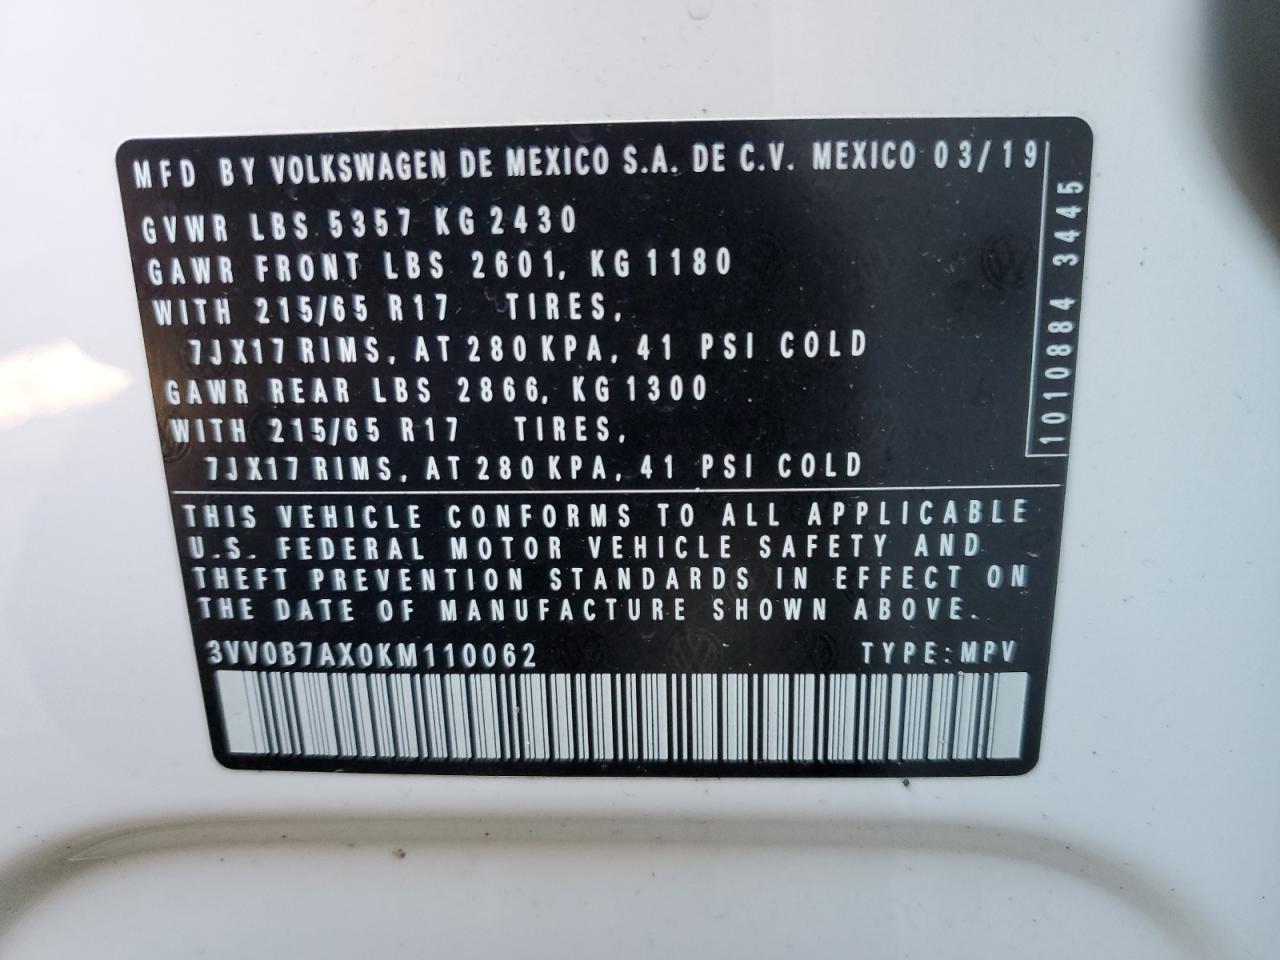 MFD BY VOLKSWAGEN DE MEXICO S.A. DE C.V. MEXICO 03/19
GVWR LBS 5357 KG 2430
GAWR FRONT LBS 2601, KG 1180
WITH 215/65 R17 TIRES,
7JX17 RIMS, AT 280 KPA, 41 PSI COLD
GAWR REAR LBS 2866, KG 1300
WITH 215/65 R17 TIRES,
7JX17 RIMS, AT 280 KPA, 41 PSI COLD
1010884 3445
THIS VEHICLE CONFORMS TO ALL APPLICABLE
U.S. FEDERAL MOTOR VEHICLE SAFETY AND
THEFT PREVENTION STANDARDS IN EFFECT ON
THE DATE OF MANUFACTURE SHOWN ABOVE.
3VV0B7AX0KM110062 TYPE: MPV